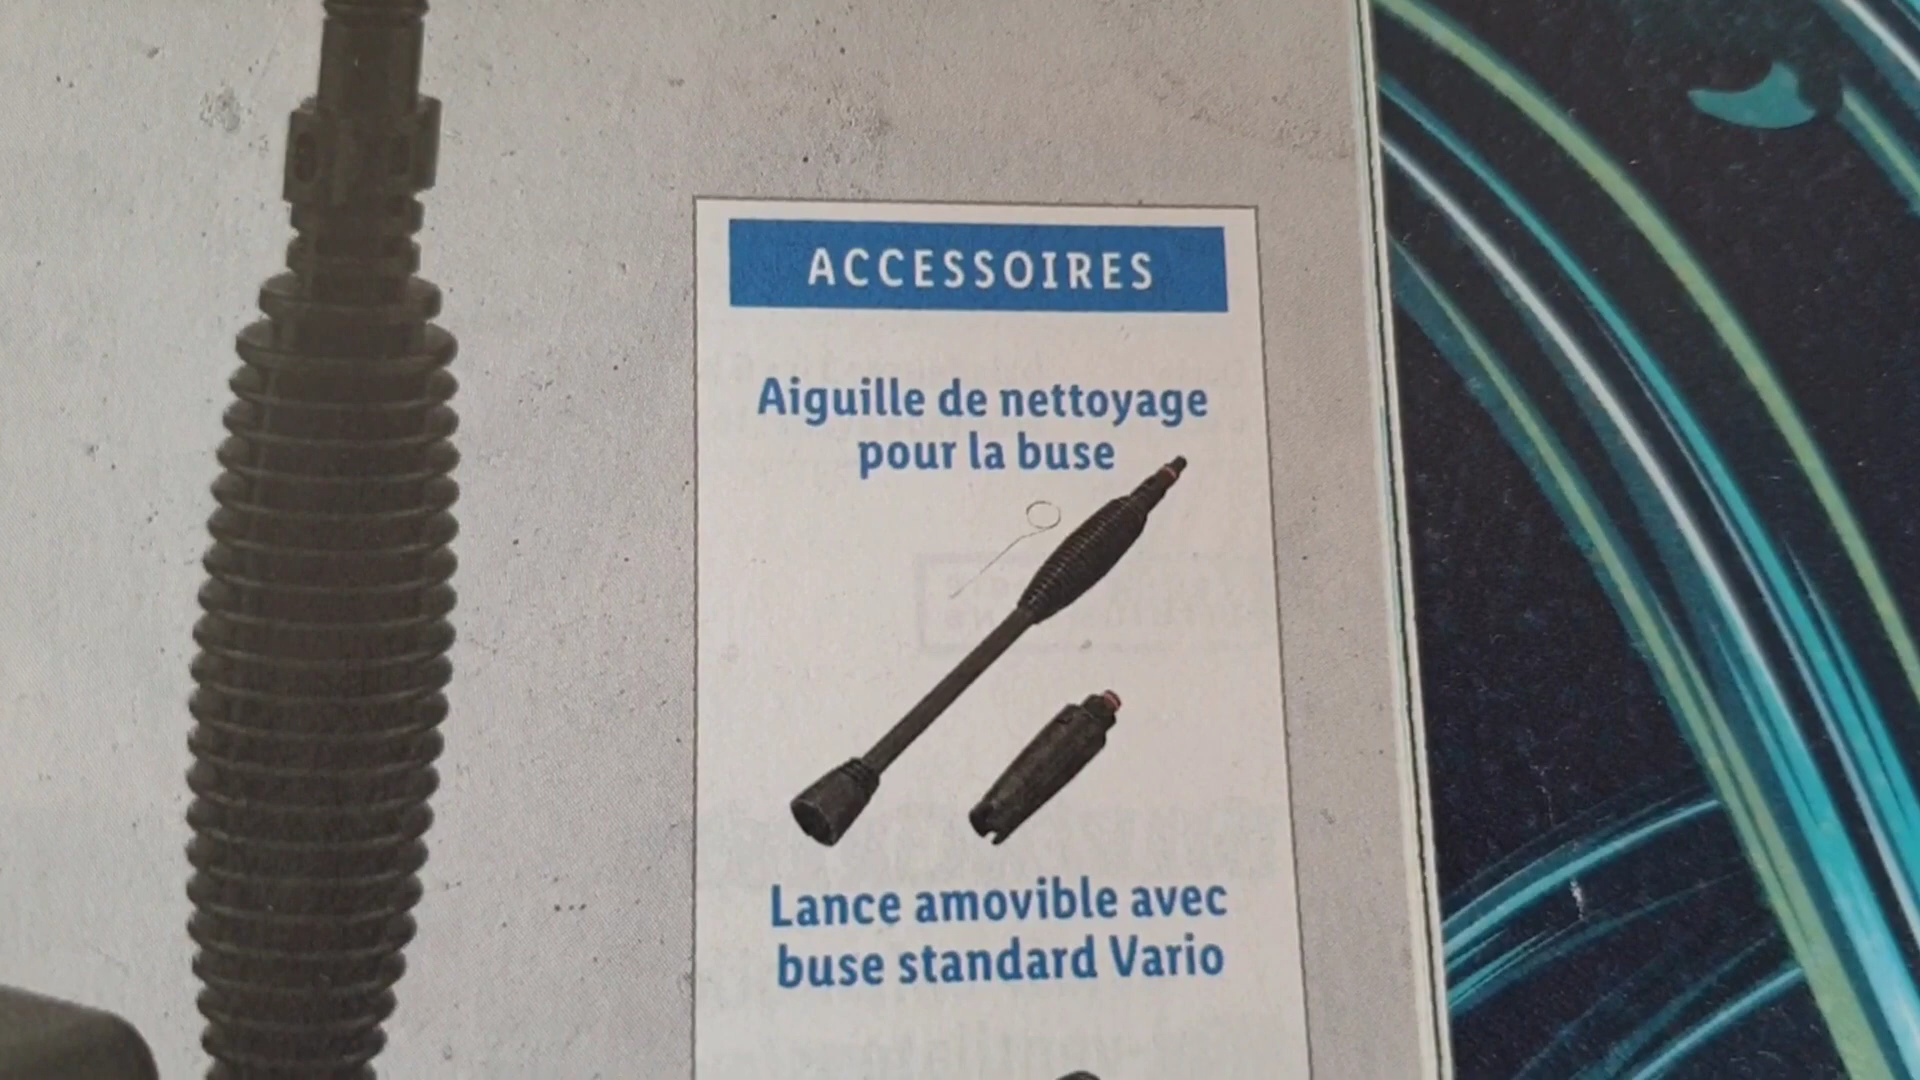 ACCESSOIRES
Aiguille de nettoyage
pour la buse
Lance amovible avec
buse standard Vario